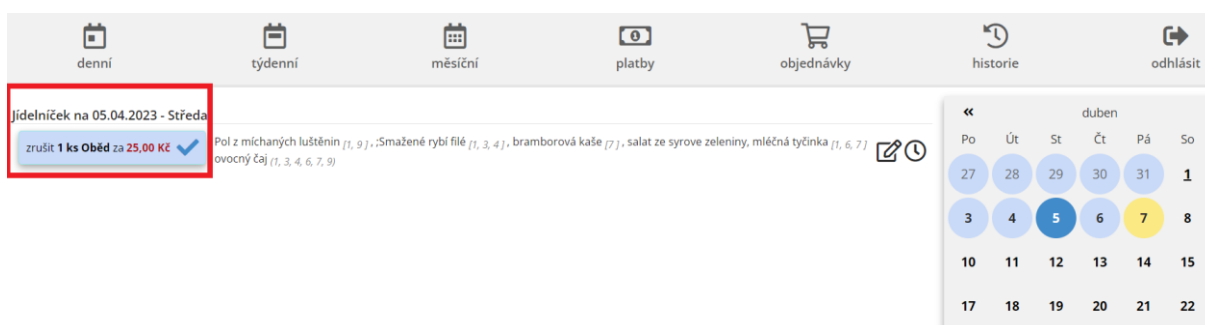 denní týdenní měsíční platby objednávky historie odhlásit
Jídelníček na 05.04.2023 - Středa
zrušit 1 ks Oběd za 25,00 Kč
Pol z míchaných luštěnin [1, 9] , ;Smažené rybí filé [1, 3, 4] , bramborová kaše [7] , salat ze syrove zeleniny, mléčná tyčinka [1, 6, 7]
ovocný čaj (1, 3, 4, 6, 7, 9)
« duben
Po Út St Čt Pá So
27 28 29 30 31 1
3 4 5 6 7 8
10 11 12 13 14 15
17 18 19 20 21 22